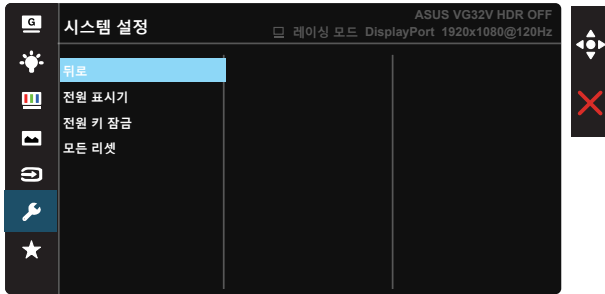 G
시스템 설정
ASUS VG32V HDR OFF
레이싱 모드 DisplayPort 1920x1080@120Hz
뒤로
전원 표시기
전원 키 잠금
모든 리셋